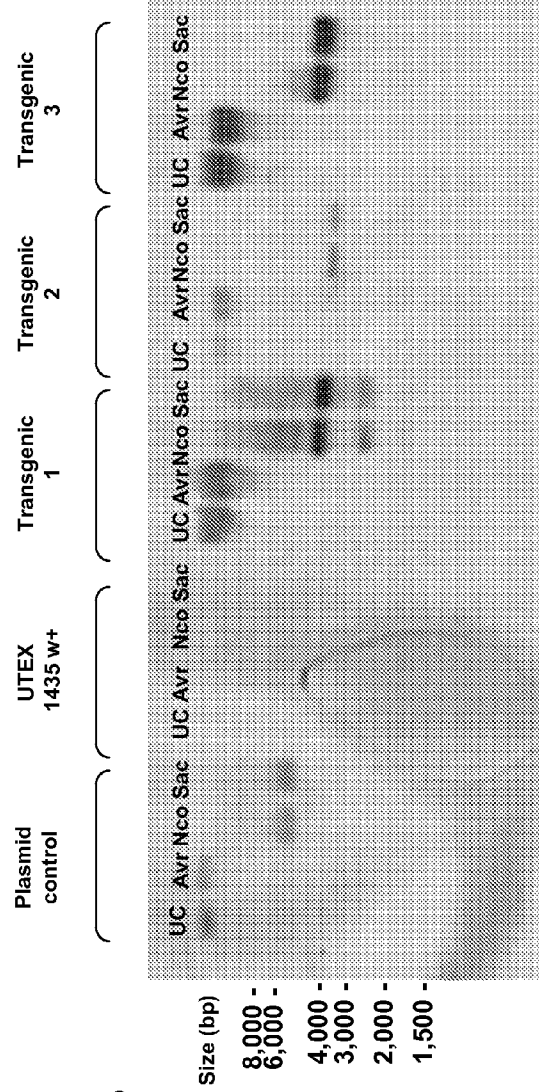 Plasmid
control
UTEX
1435 w+
Transgenic
1
Transgenic
2
Transgenic
3
UC Avr Nco Sac
UC Avr Nco Sac
UC Avr Nco Sac
UC Avr Nco Sac
UC Avr Nco Sac
Size (bp)
8,000 -
6,000 -
4,000 -
3,000 -
2,000 -
1,500 -